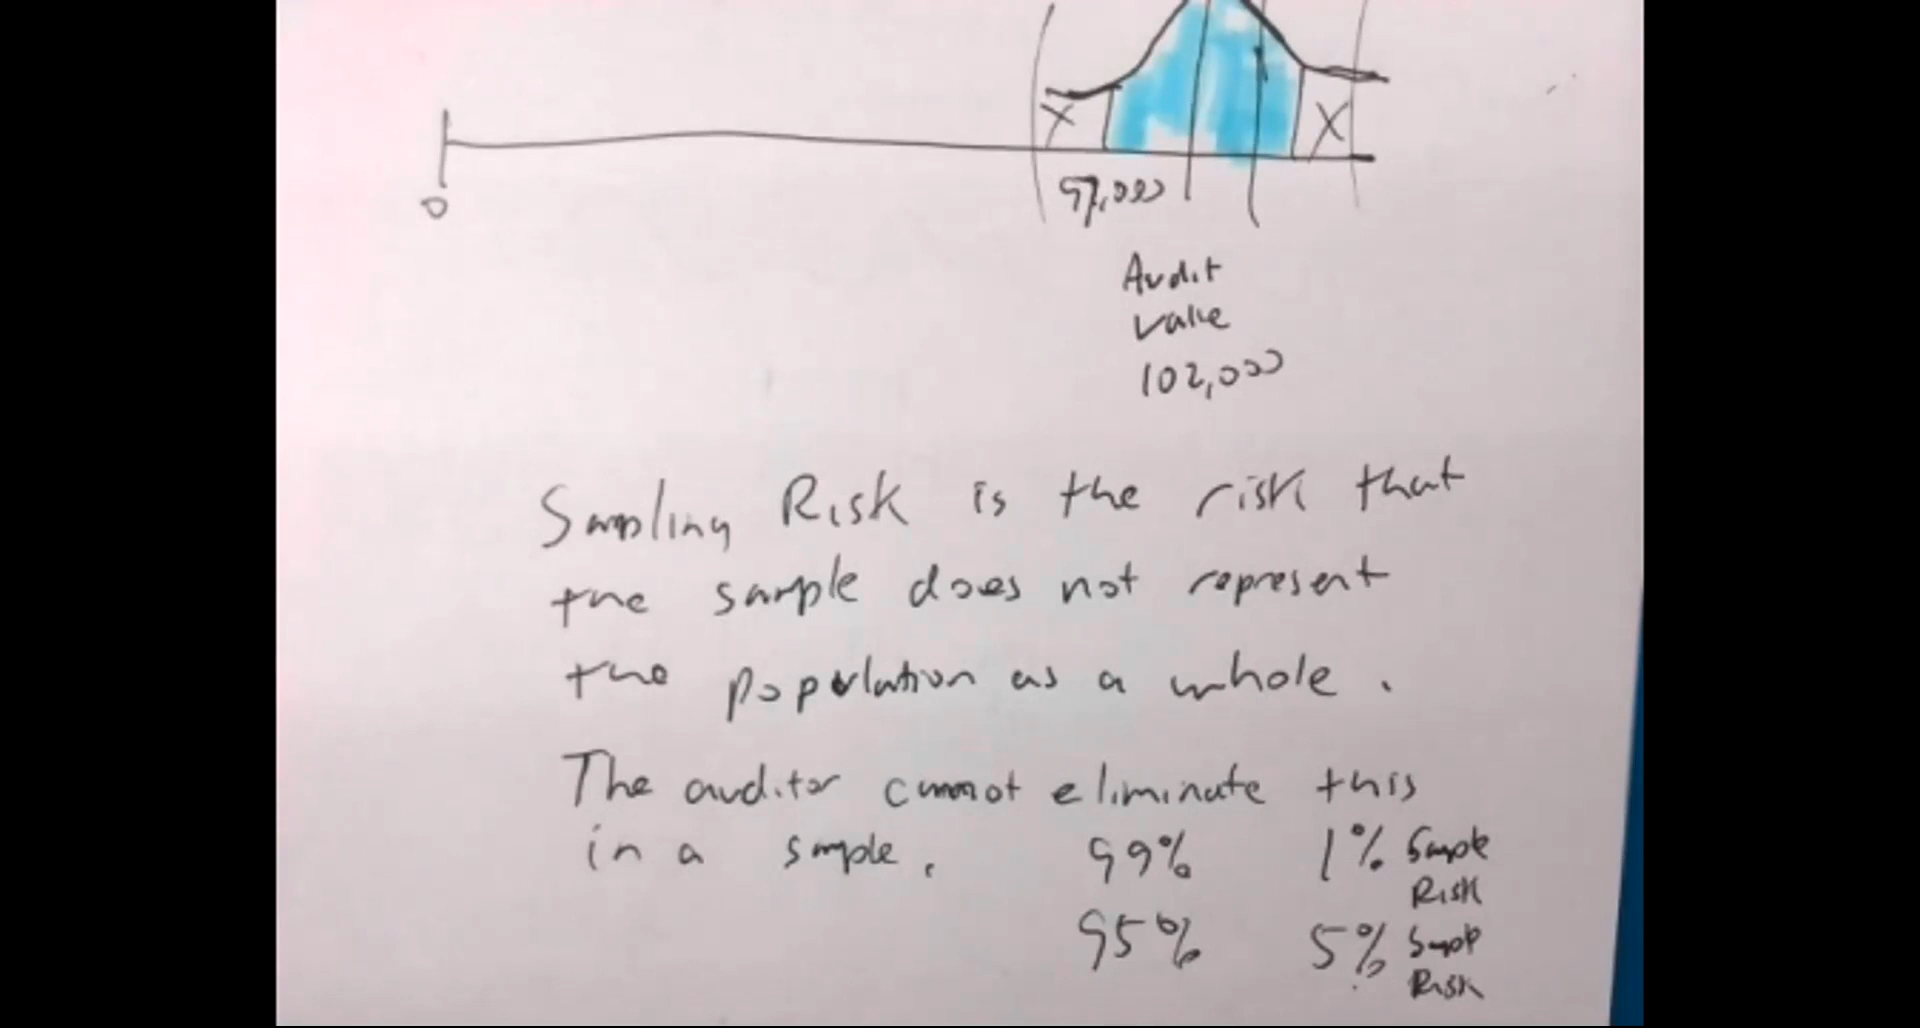 X X
0 97,000
Audit
Value
102,000
Sampling Risk is the risk that
the sample does not represent
the population as a whole.
The auditor cannot eliminate this
in a sample. 99% 1% Sample
Risk
95% 5% Sample
Risk